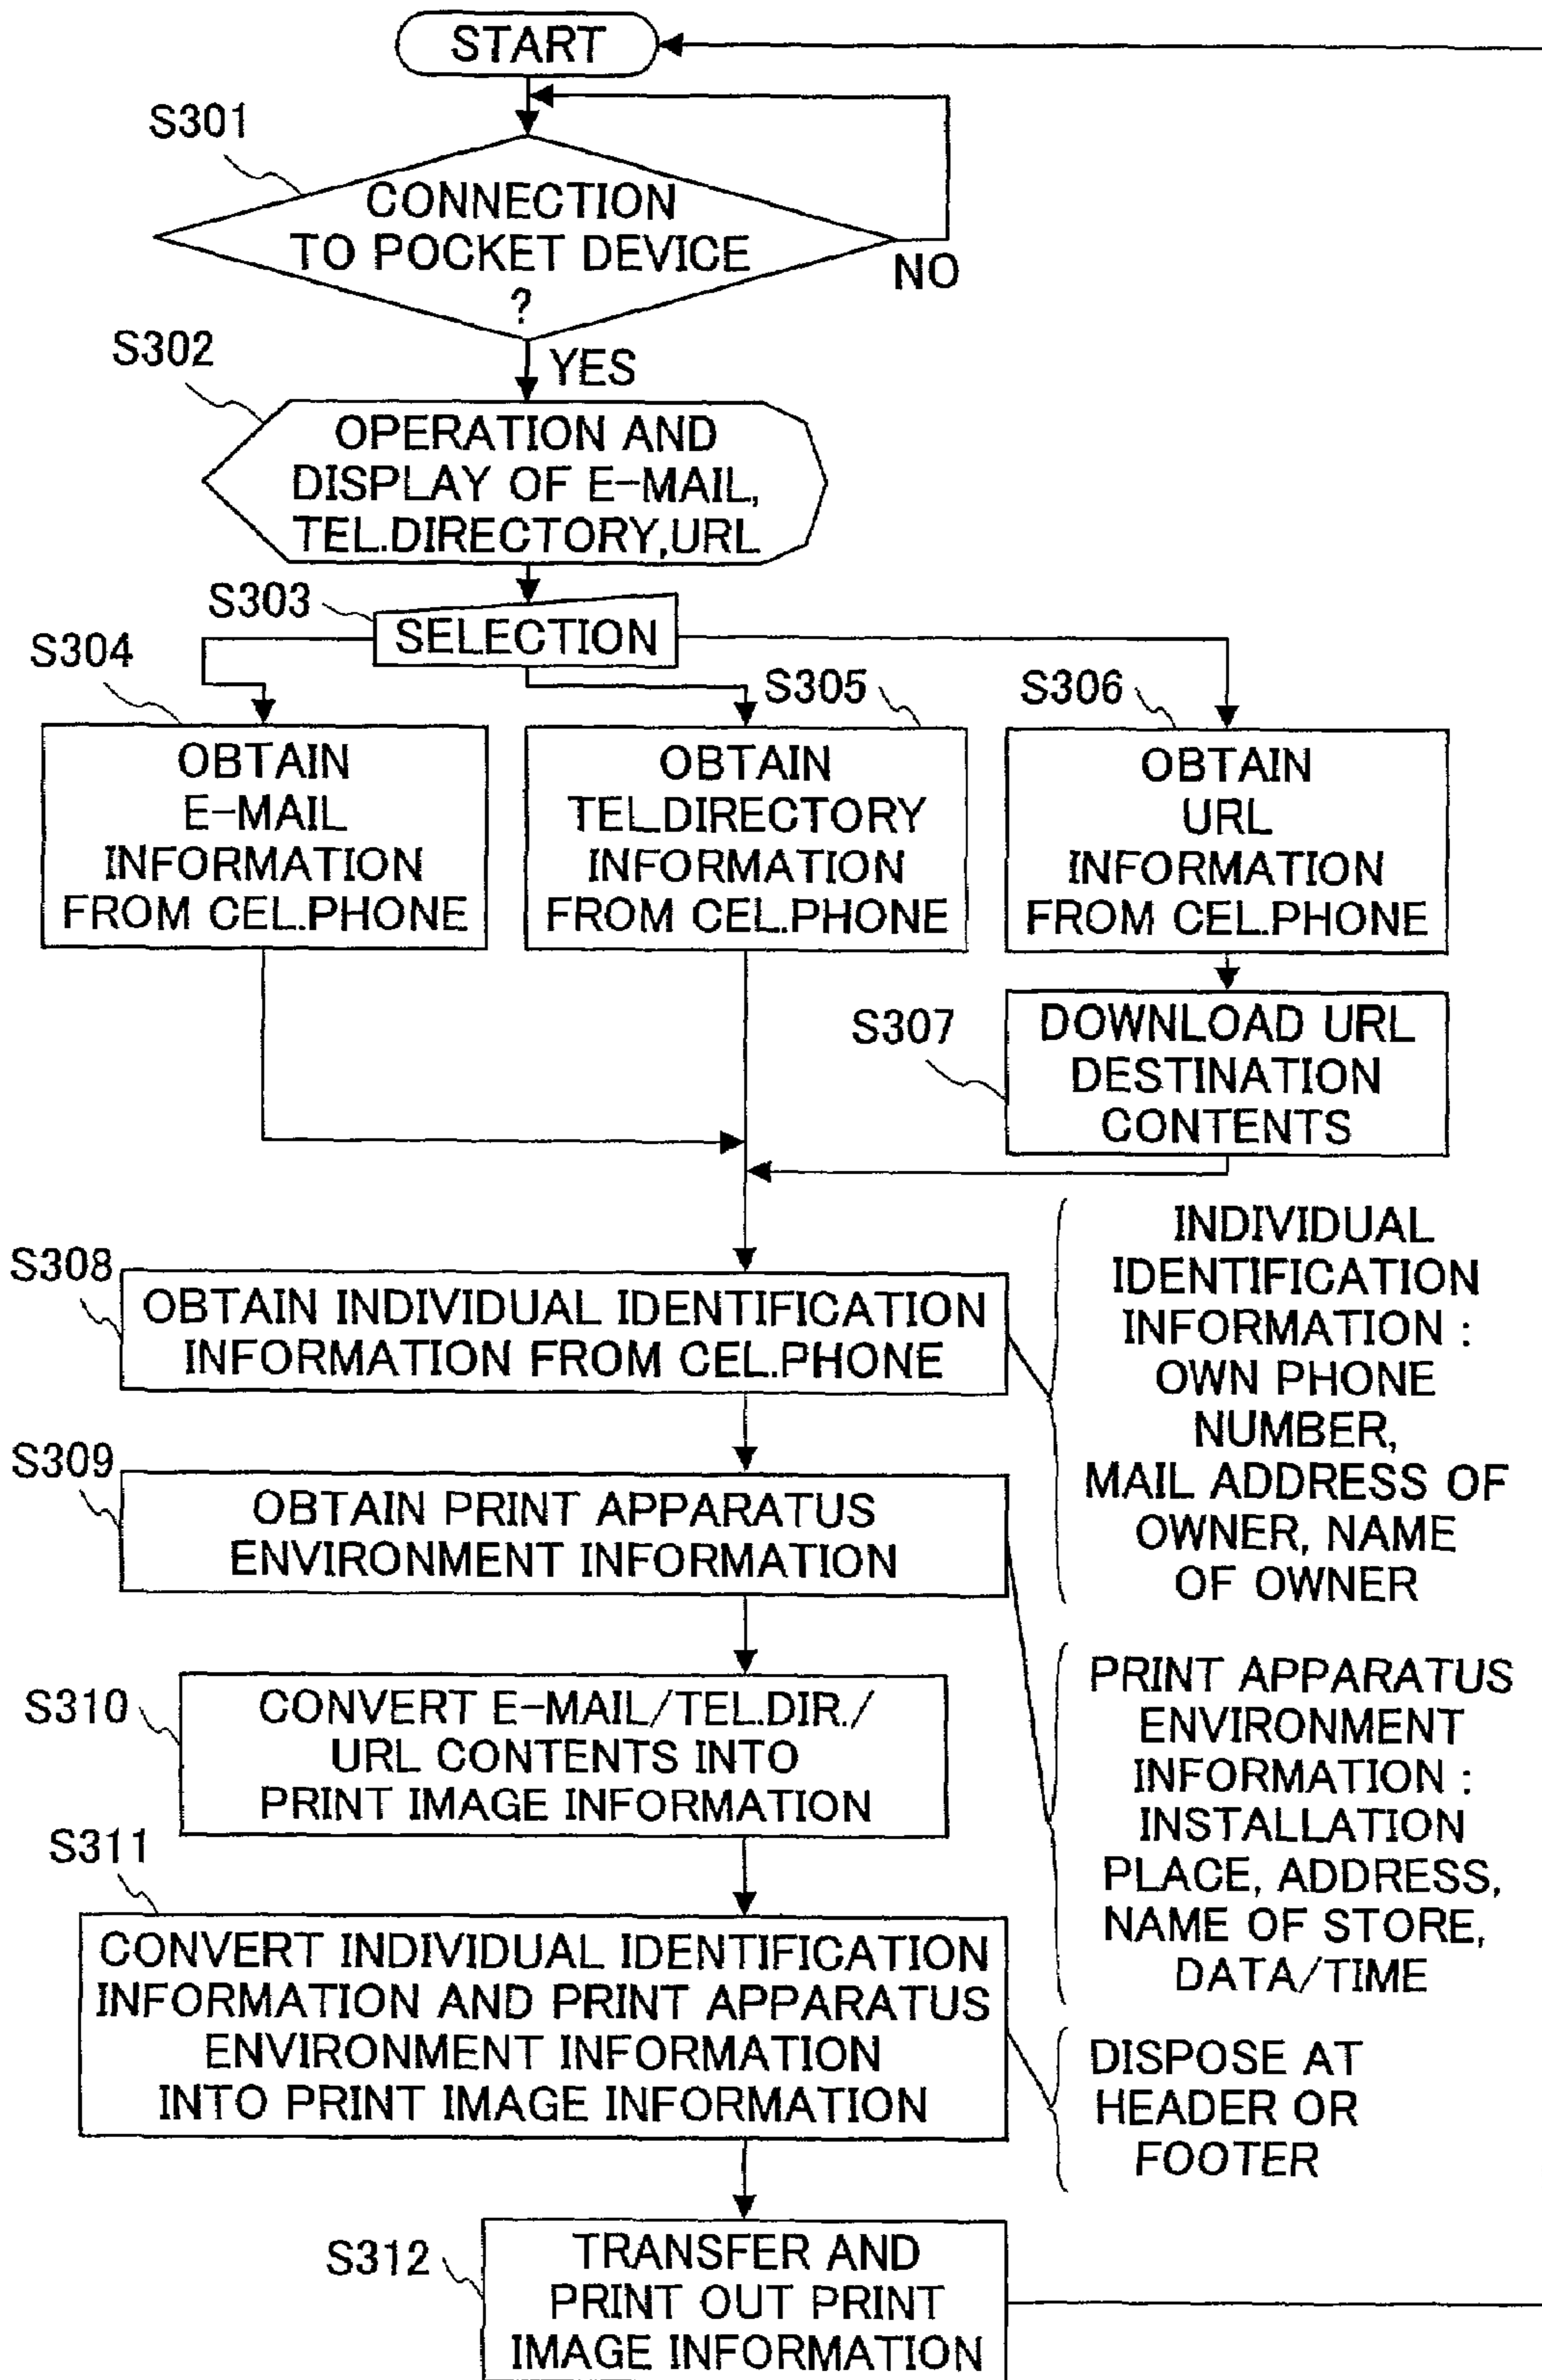 START
S301
CONNECTION
TO POCKET DEVICE
?
NO
YES
S302
OPERATION AND
DISPLAY OF E-MAIL,
TEL.DIRECTORY,URL
S303
SELECTION
S304
OBTAIN
E-MAIL
INFORMATION
FROM CEL.PHONE
S305
OBTAIN
TEL.DIRECTORY
INFORMATION
FROM CEL.PHONE
S306
OBTAIN
URL
INFORMATION
FROM CEL.PHONE
S307
DOWNLOAD URL
DESTINATION
CONTENTS
S308
OBTAIN INDIVIDUAL IDENTIFICATION
INFORMATION FROM CEL.PHONE
INDIVIDUAL
IDENTIFICATION
INFORMATION :
OWN PHONE
NUMBER,
MAIL ADDRESS OF
OWNER, NAME
OF OWNER
S309
OBTAIN PRINT APPARATUS
ENVIRONMENT INFORMATION
PRINT APPARATUS
ENVIRONMENT
INFORMATION :
INSTALLATION
PLACE, ADDRESS,
NAME OF STORE,
DATA/TIME
S310
CONVERT E-MAIL/TEL.DIR./
URL CONTENTS INTO
PRINT IMAGE INFORMATION
S311
CONVERT INDIVIDUAL IDENTIFICATION
INFORMATION AND PRINT APPARATUS
ENVIRONMENT INFORMATION
INTO PRINT IMAGE INFORMATION
DISPOSE AT
HEADER OR
FOOTER
S312
TRANSFER AND
PRINT OUT PRINT
IMAGE INFORMATION